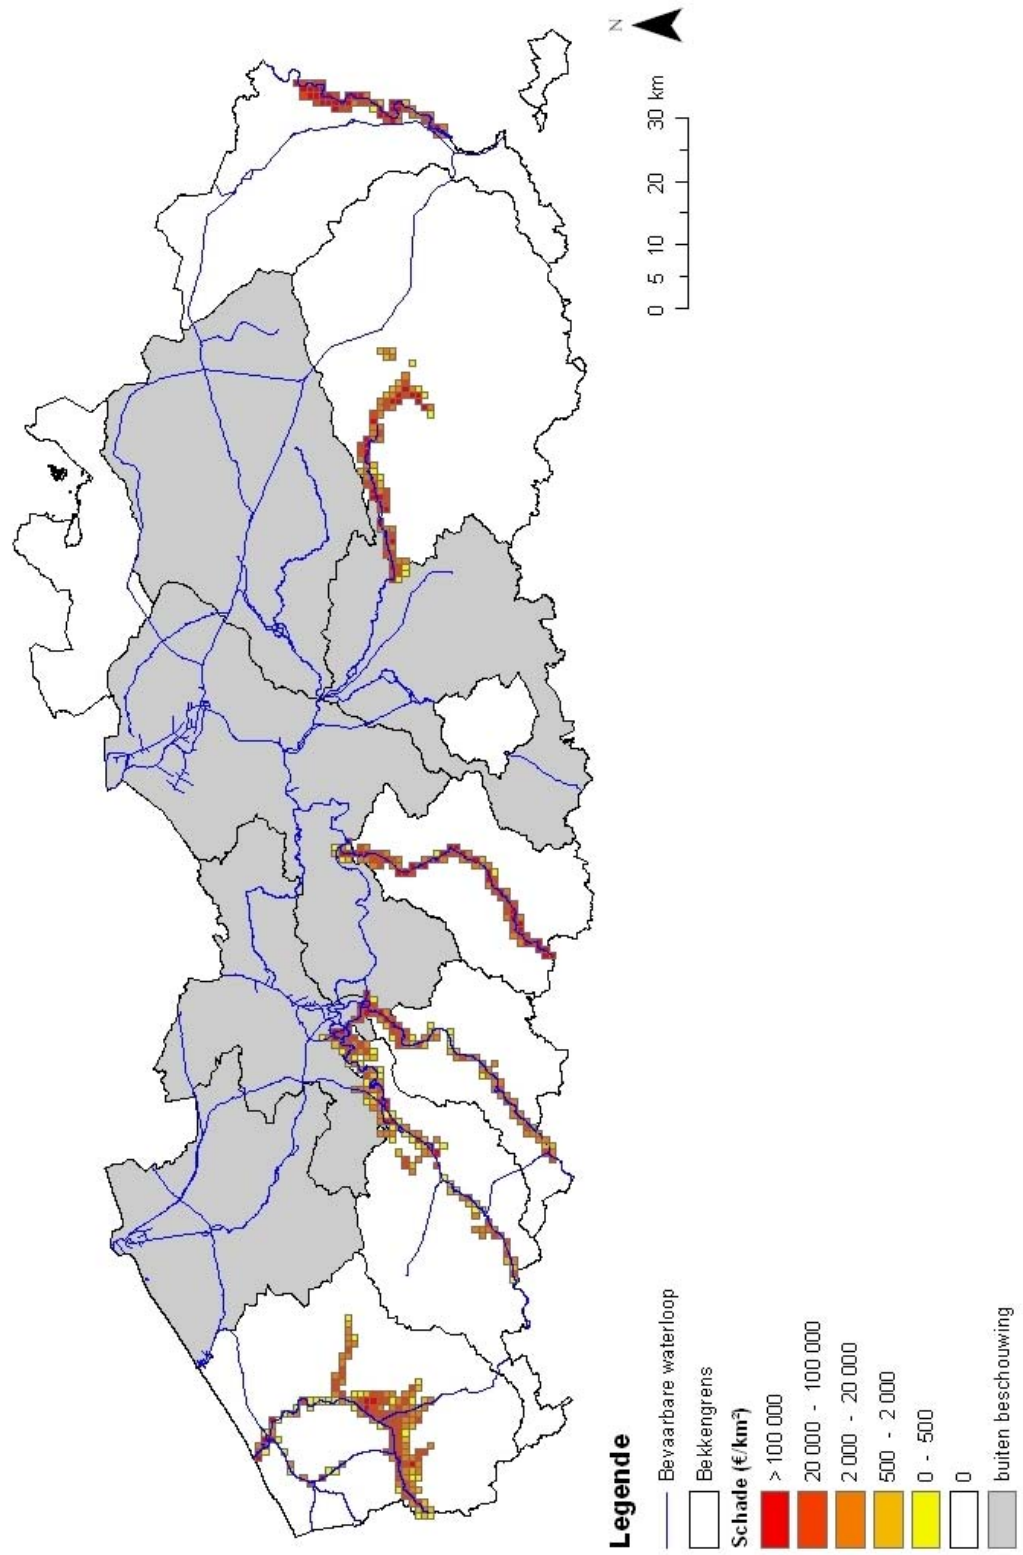 Legende
Bevaarbare waterloop
Bekkengrens
Schade (€/km²)
> 100 000
20 000 - 100 000
2 000 - 20 000
500 - 2 000
0 - 500
0
buiten beschouwing
0 5 10 20 30 km
N